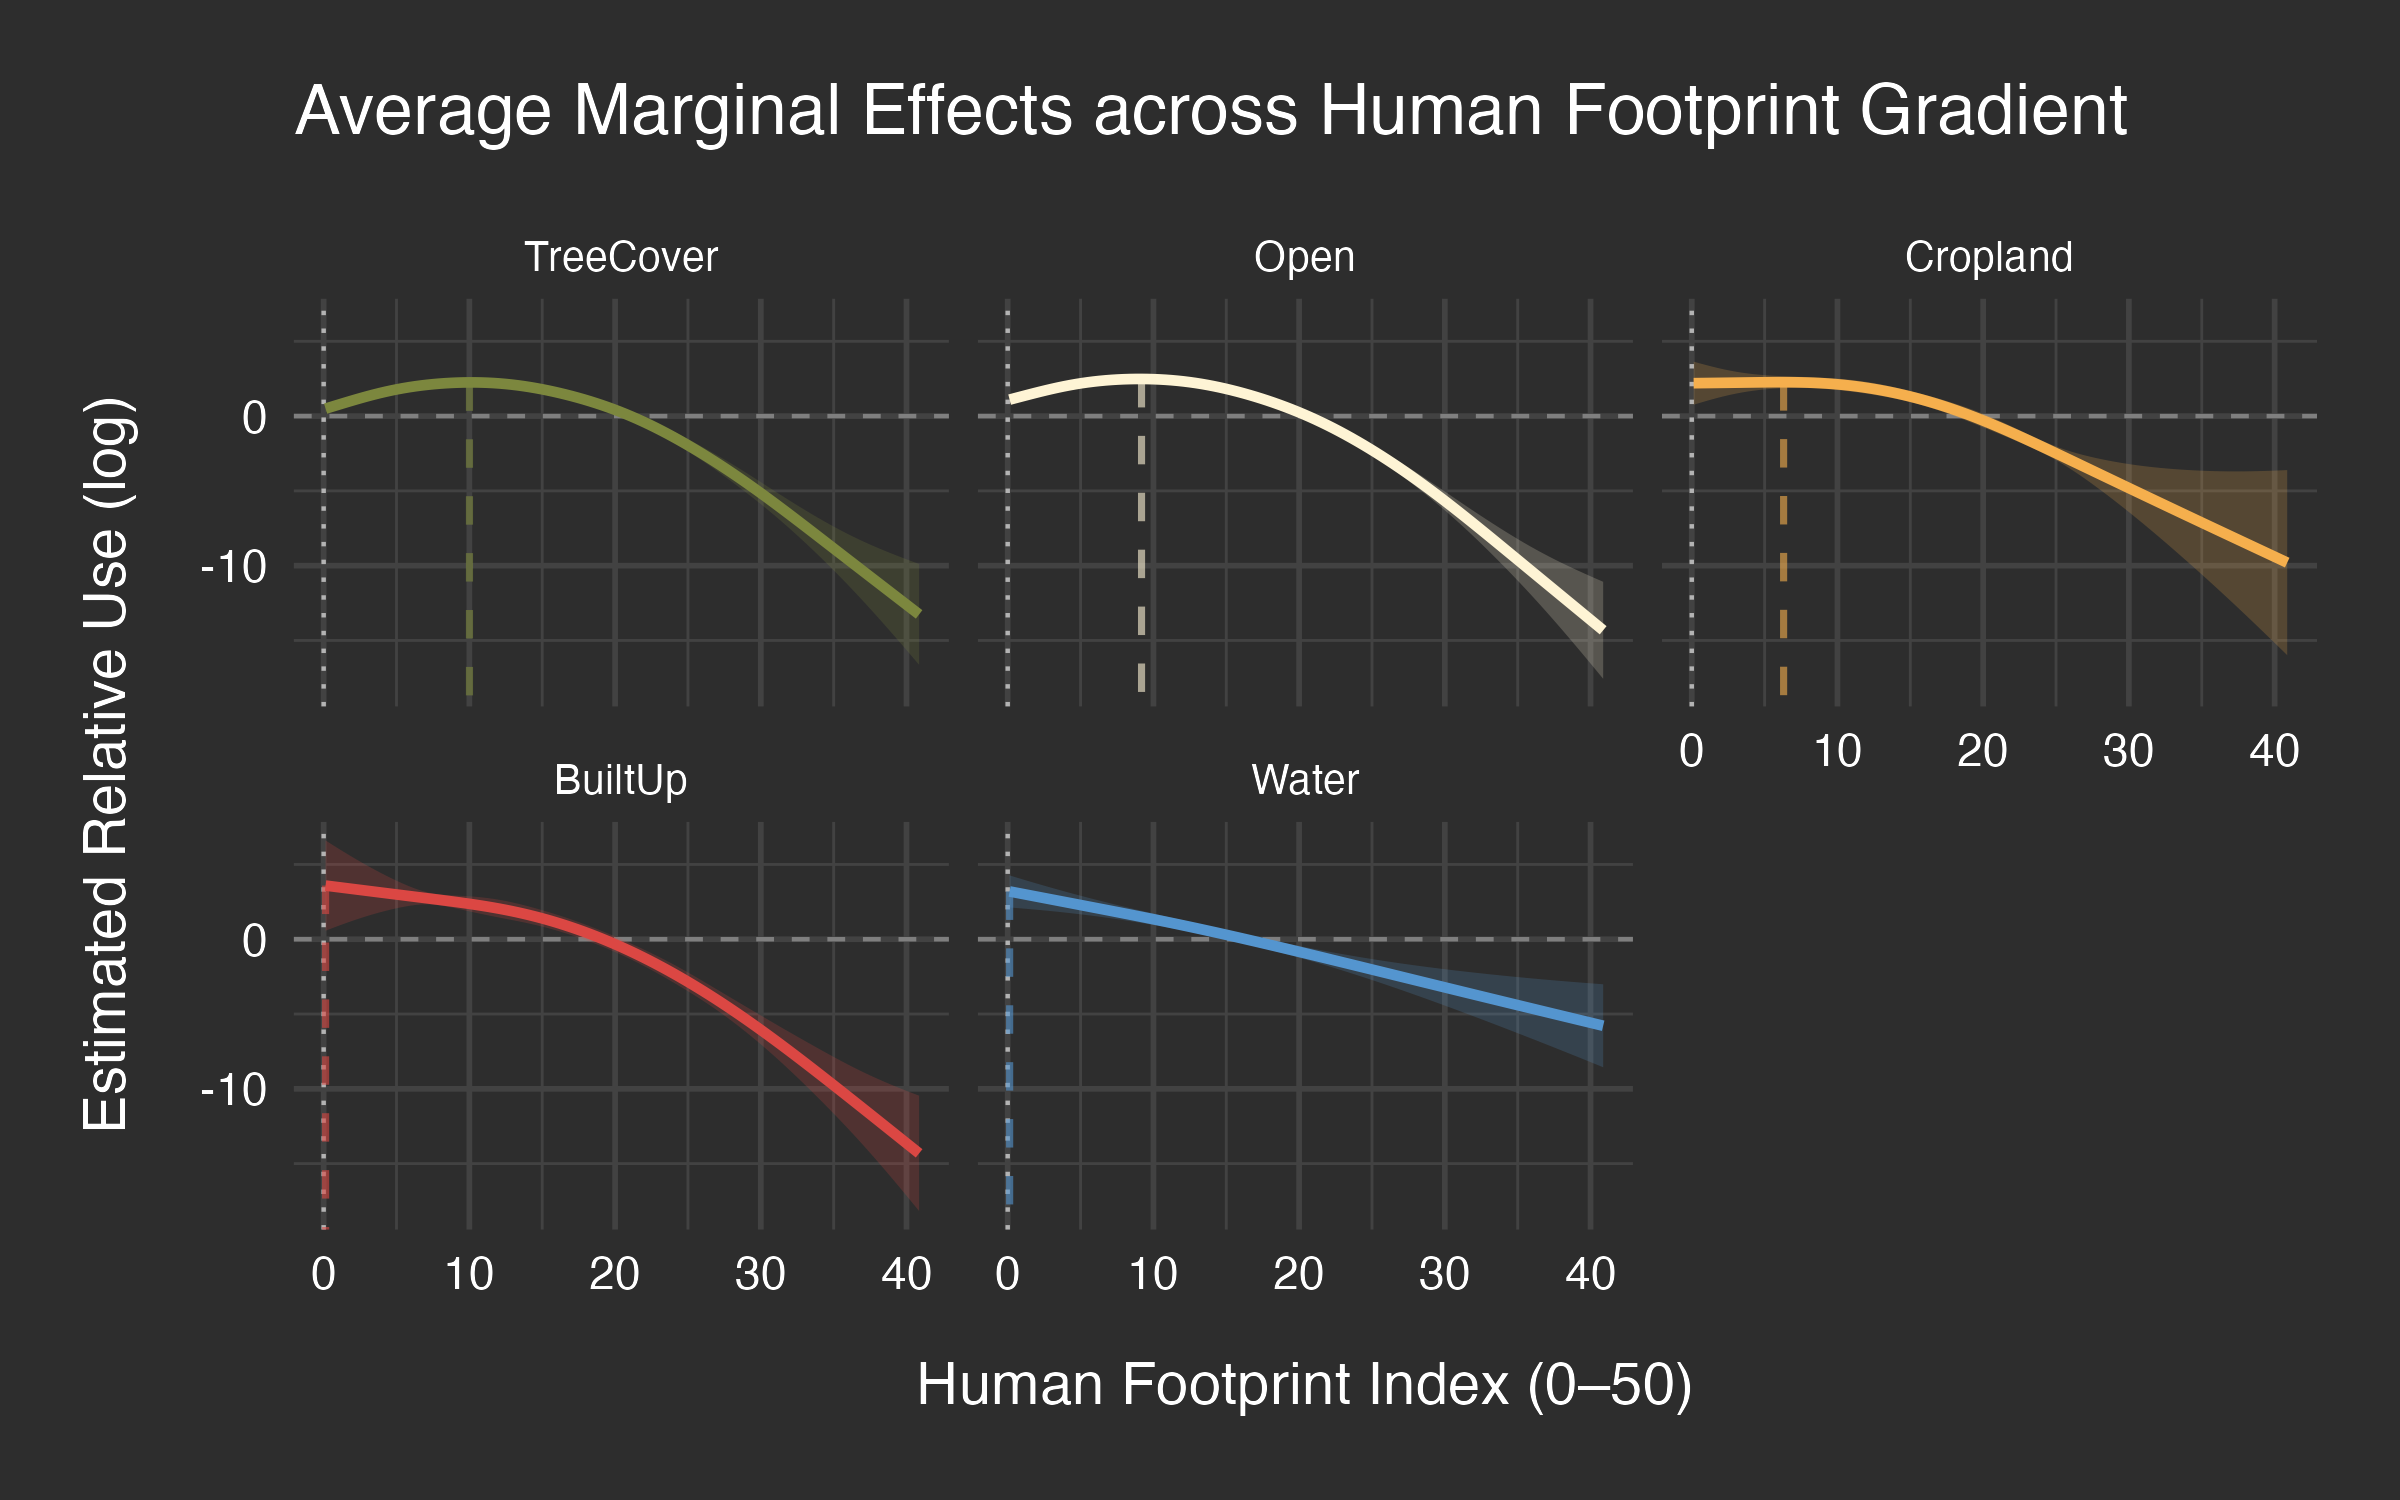 Average Marginal Effects across Human Footprint Gradient
TreeCover
Open
Cropland
Estimated Relative Use (log)
0
-10
0 10 20 30 40
BuiltUp
Water
0
-10
0 10 20 30 40
0 10 20 30 40
Human Footprint Index (0–50)